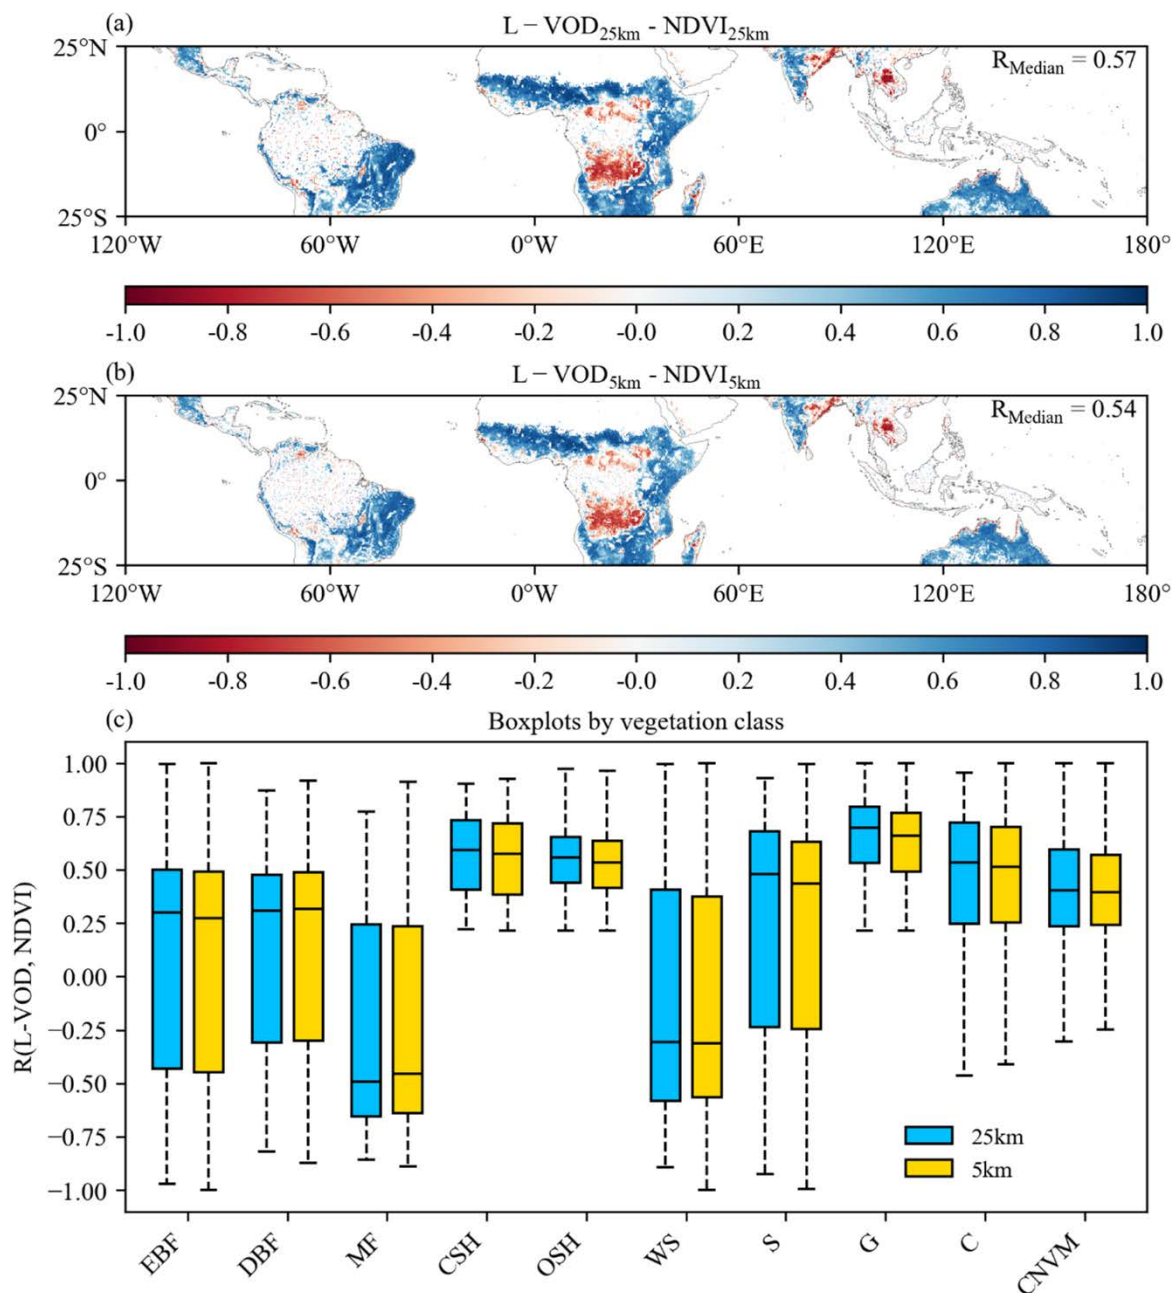 (a)
L − VOD25km - NDVI25km
25°N
0°
25°S
RMedian = 0.57
120°W 60°W 0°W 60°E 120°E 180°
-1.0 -0.8 -0.6 -0.4 -0.2 -0.0 0.2 0.4 0.6 0.8 1.0
(b)
L − VOD5km - NDVI5km
25°N
0°
25°S
RMedian = 0.54
120°W 60°W 0°W 60°E 120°E 180°
-1.0 -0.8 -0.6 -0.4 -0.2 -0.0 0.2 0.4 0.6 0.8 1.0
(c)
Boxplots by vegetation class
R(L-VOD, NDVI)
1.00
0.75
0.50
0.25
0.00
−0.25
−0.50
−0.75
−1.00
25km
5km
EBF DBF MF CSH OSH WS S G C CNVM